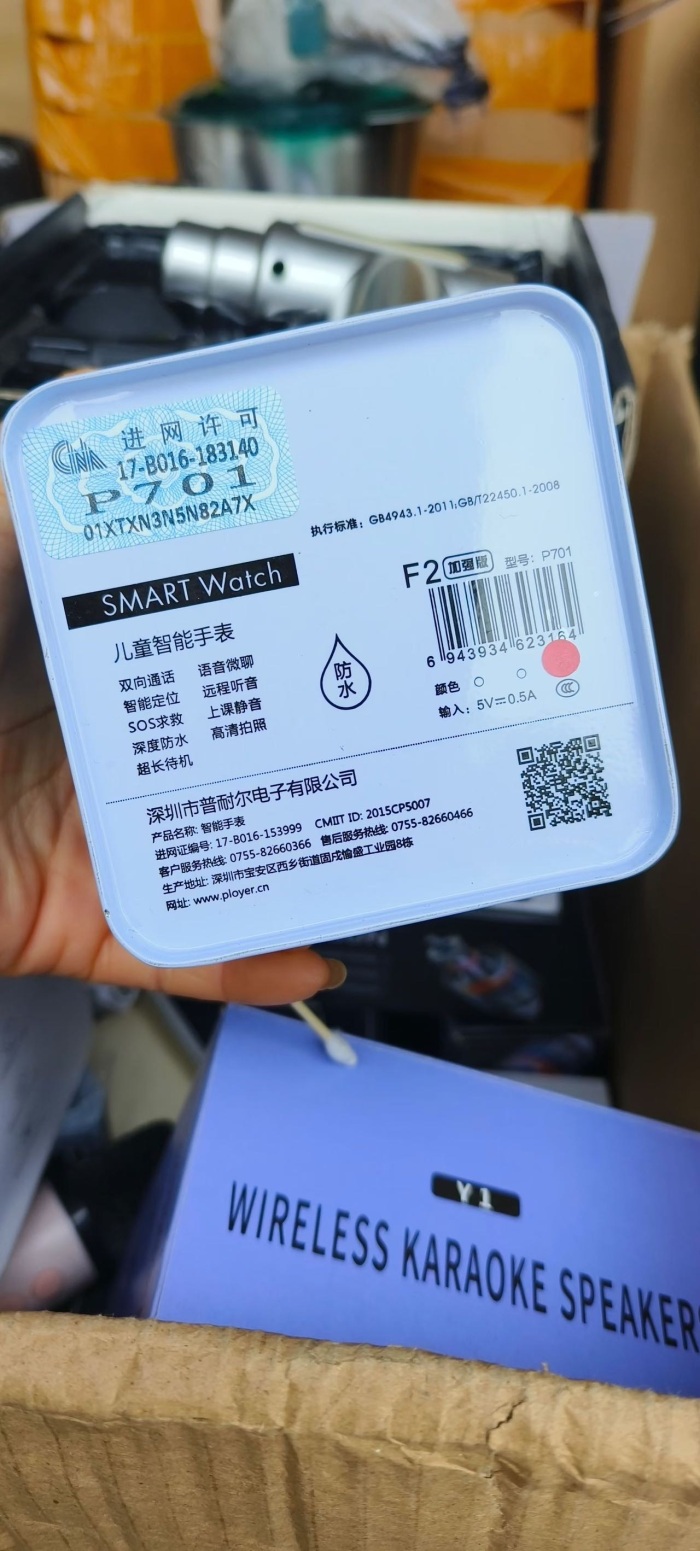 CNA 进网许可
17-B016-183140
P701
01XTXN3N5N82A7X
执行标准：GB4943.1-2011;GB/T22450.1-2008
SMART Watch
F2 加强版 型号：P701
儿童智能手表
双向通话 语音微聊
智能定位 远程听音
SOS求救 上课静音
深度防水 高清拍照
超长待机
防水
6 943934 623164
颜色
输入：5V⎓0.5A
深圳市普耐尔电子有限公司
产品名称: 智能手表
进网证编号: 17-B016-153999 CMIIT ID: 2015CP5007
客户服务热线: 0755-82660366 售后服务热线: 0755-82660466
生产地址: 深圳市宝安区西乡街道固戍愉盛工业园8栋
网址: www.ployer.cn
Y1
WIRELESS KARAOKE SPEAKER